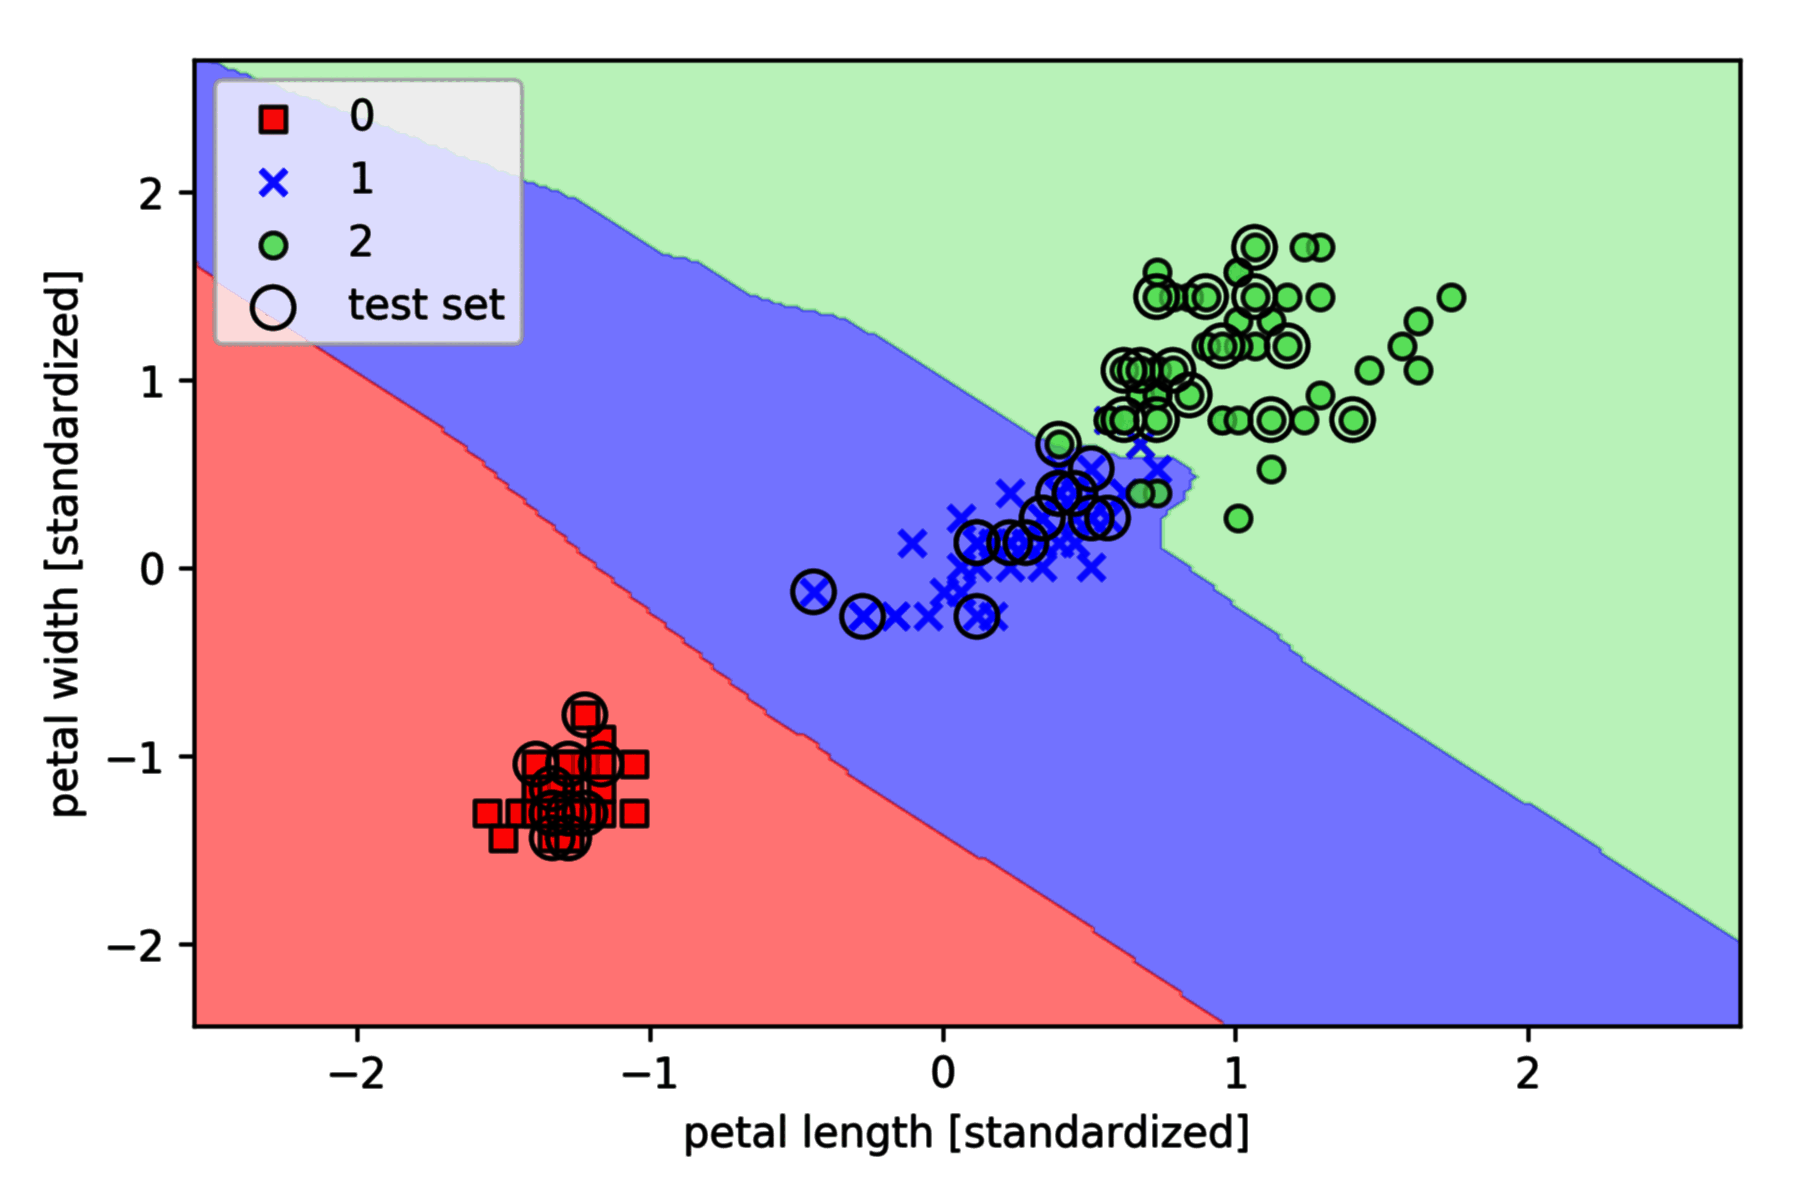 0
1
2
test set
2
1
0
−1
−2
petal width [standardized]
−2 −1 0 1 2
petal length [standardized]